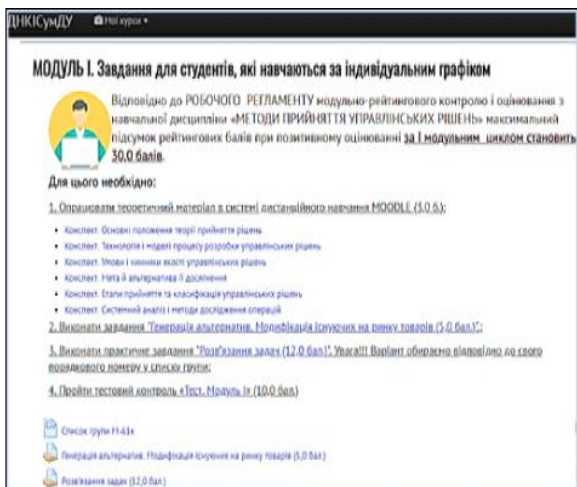 ДНКІСумДУ Мої курси
МОДУЛЬ І. Завдання для студентів, які навчаються за індивідуальним графіком
Відповідно до РОБОЧОГО РЕГЛАМЕНТУ модульно-рейтингового контролю і оцінювання з
навчальної дисципліни «МЕТОДИ ПРИЙНЯТТЯ УПРАВЛІНСЬКИХ РІШЕНЬ» максимальний
підсумок рейтингових балів при позитивному оцінюванні за І модульним циклом становить
30,0 балів.
Для цього необхідно:
1. Опрацювати теоретичний матеріал в системі дистанційного навчання MOODLE (3,0 б.):
• Конспект. Основні положення теорії прийняття рішень
• Конспект. Технологія і моделі процесу розробки управлінських рішень
• Конспект. Умови і чинники якості управлінських рішень
• Конспект. Мета й альтернатива її досягнення
• Конспект. Етапи прийняття та класифікація управлінських рішень
• Конспект. Системний аналіз і методи дослідження операцій
2. Виконати завдання "Генерація альтернатив. Модифікація існуючих на ринку товарів (5,0 бал.)";
3. Виконати практичне завдання "Розв'язання задач (12,0 бал)". Увага!!! Варіант обираємо відповідно до свого
порядкового номеру у списку групи;
4. Пройти тестовий контроль «Тест. Модуль І» (10,0 бал)
Список групи М-61к
Генерація альтернатив. Модифікація існуючих на ринку товарів (5,0 бал)
Розв'язання задач (12,0 бал)